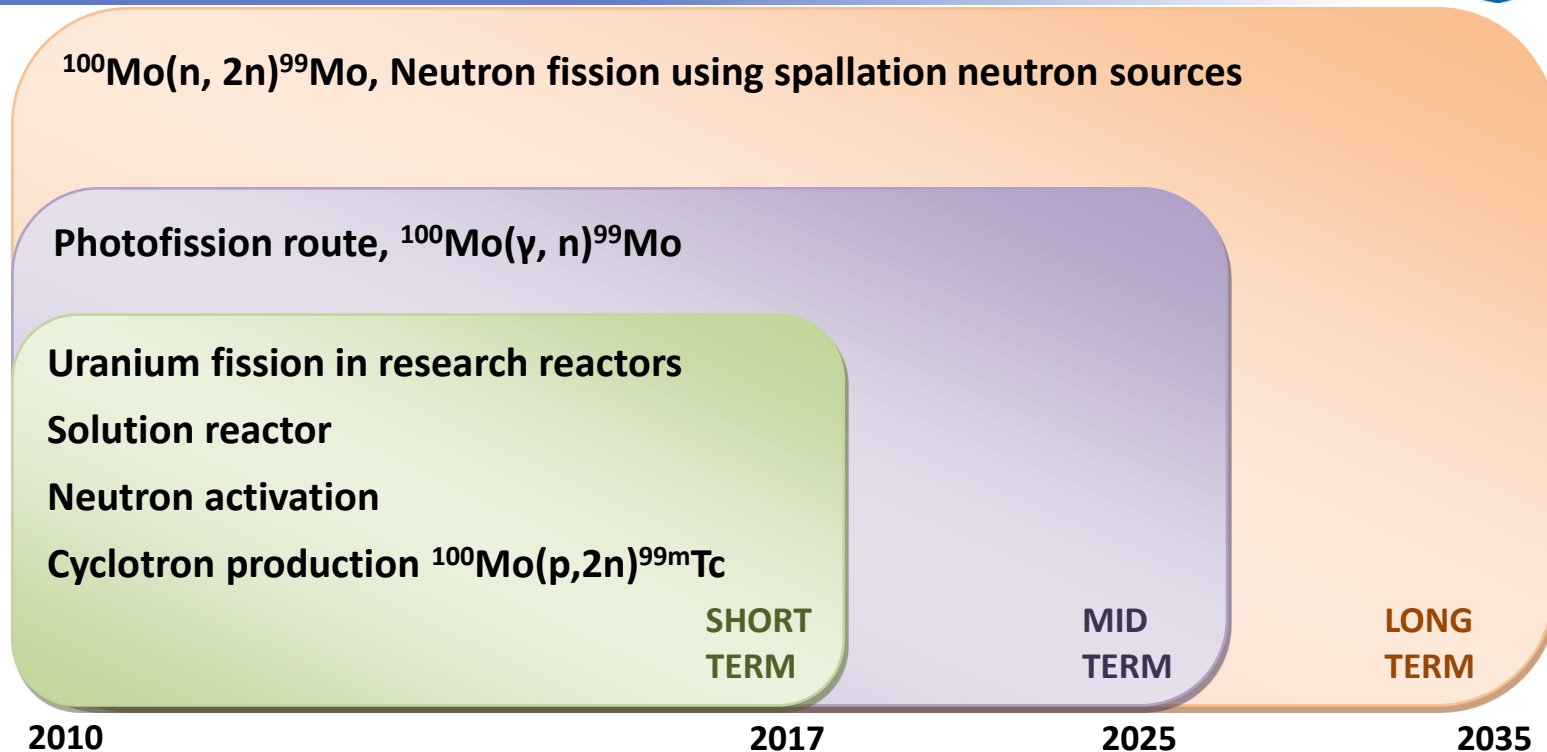 ¹⁰⁰Mo(n, 2n)⁹⁹Mo, Neutron fission using spallation neutron sources
Photofission route, ¹⁰⁰Mo(γ, n)⁹⁹Mo
Uranium fission in research reactors
Solution reactor
Neutron activation
Cyclotron production ¹⁰⁰Mo(p,2n)⁹⁹ᵐTc
SHORT
TERM
MID
TERM
LONG
TERM
2010
2017
2025
2035